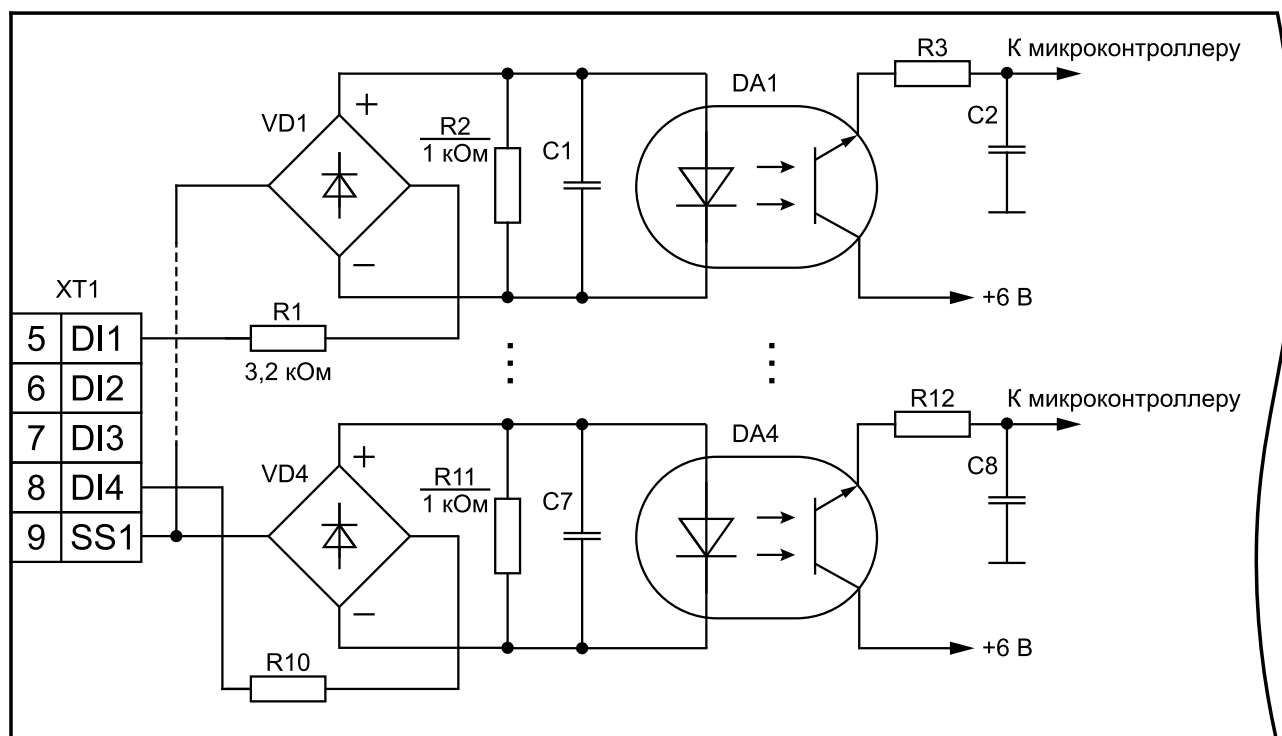 R3
К микроконтроллеру
DA1
C2
VD1
+
R2
1 кОм
C1
−
+6 В
XT1
R1
3,2 кОм
5 DI1
6 DI2
7 DI3
8 DI4
9 SS1
R12
К микроконтроллеру
DA4
C8
VD4
+
R11
1 кОм
C7
−
+6 В
R10